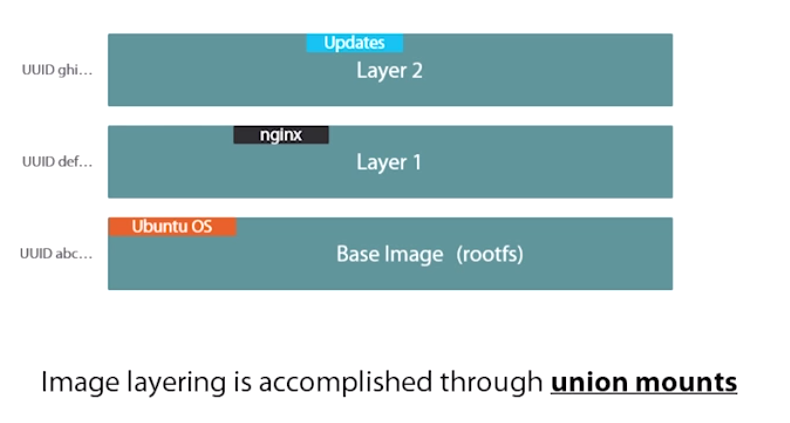 Updates
UUID ghi...
Layer 2
nginx
UUID def...
Layer 1
Ubuntu OS
UUID abc...
Base Image (rootfs)
Image layering is accomplished through union mounts